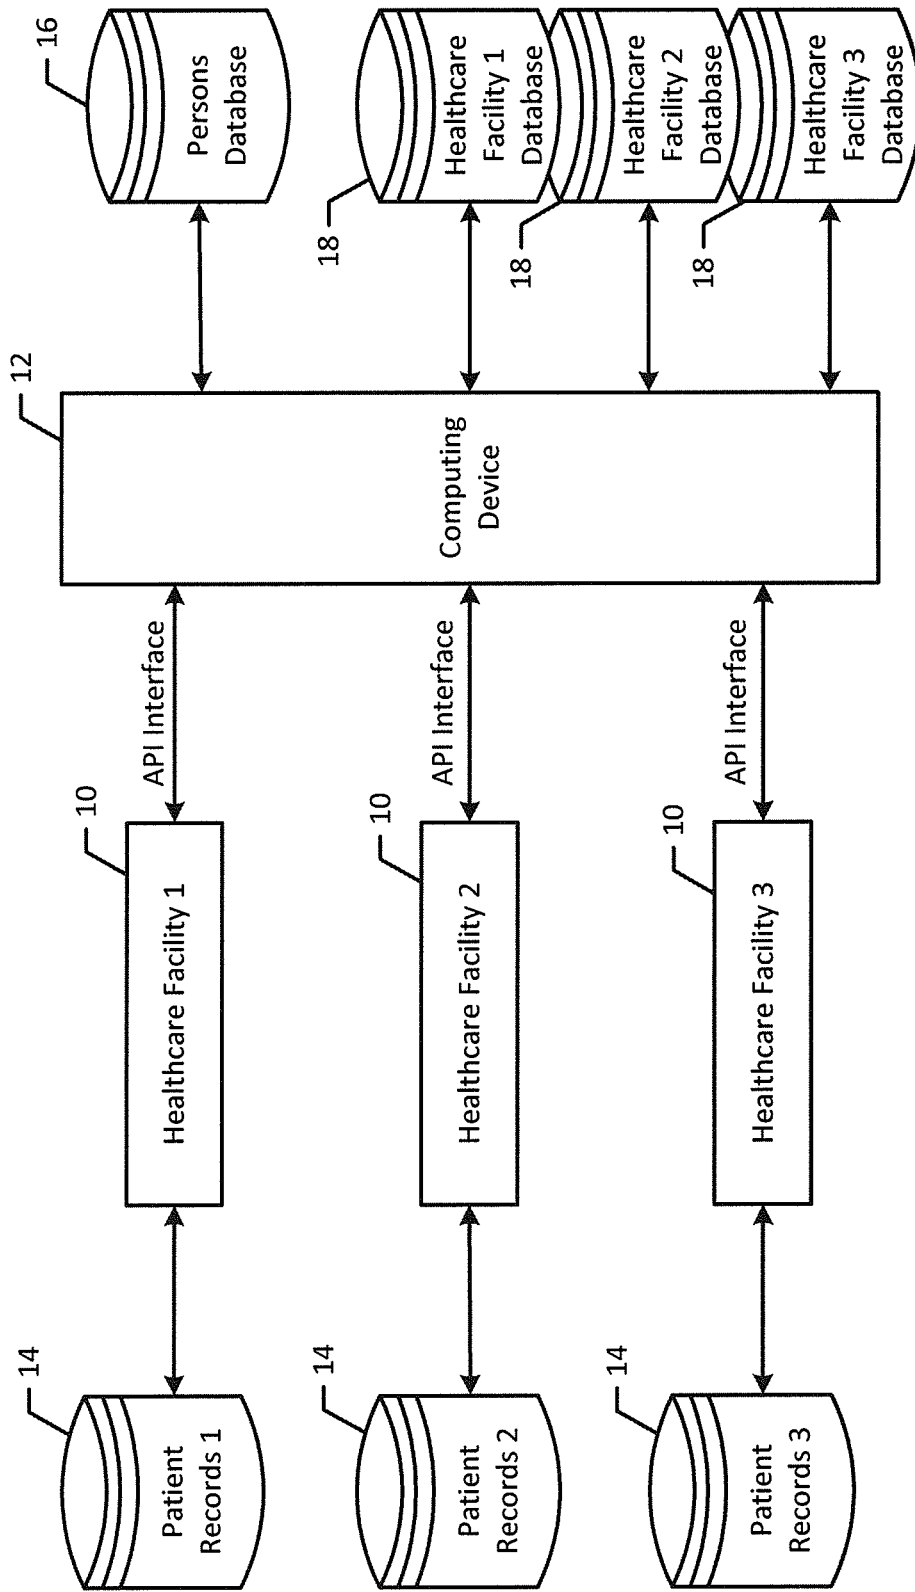 14
Patient
Records 1
10
Healthcare Facility 1
API Interface
12
Computing
Device
16
Persons
Database
14
Patient
Records 2
10
Healthcare Facility 2
API Interface
18
Healthcare
Facility 1
Database
18
Healthcare
Facility 2
Database
14
Patient
Records 3
10
Healthcare Facility 3
API Interface
18
Healthcare
Facility 3
Database